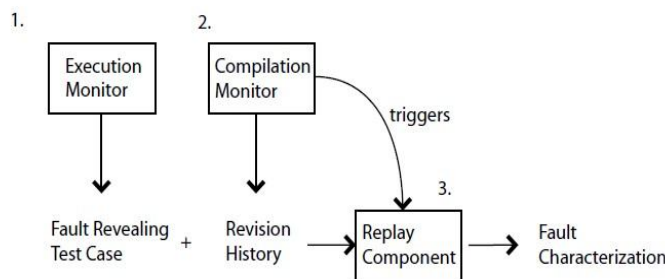 1.
Execution
Monitor
2.
Compilation
Monitor
triggers
3.
Fault Revealing
Test Case
+
Revision
History
Replay
Component
Fault
Characterization